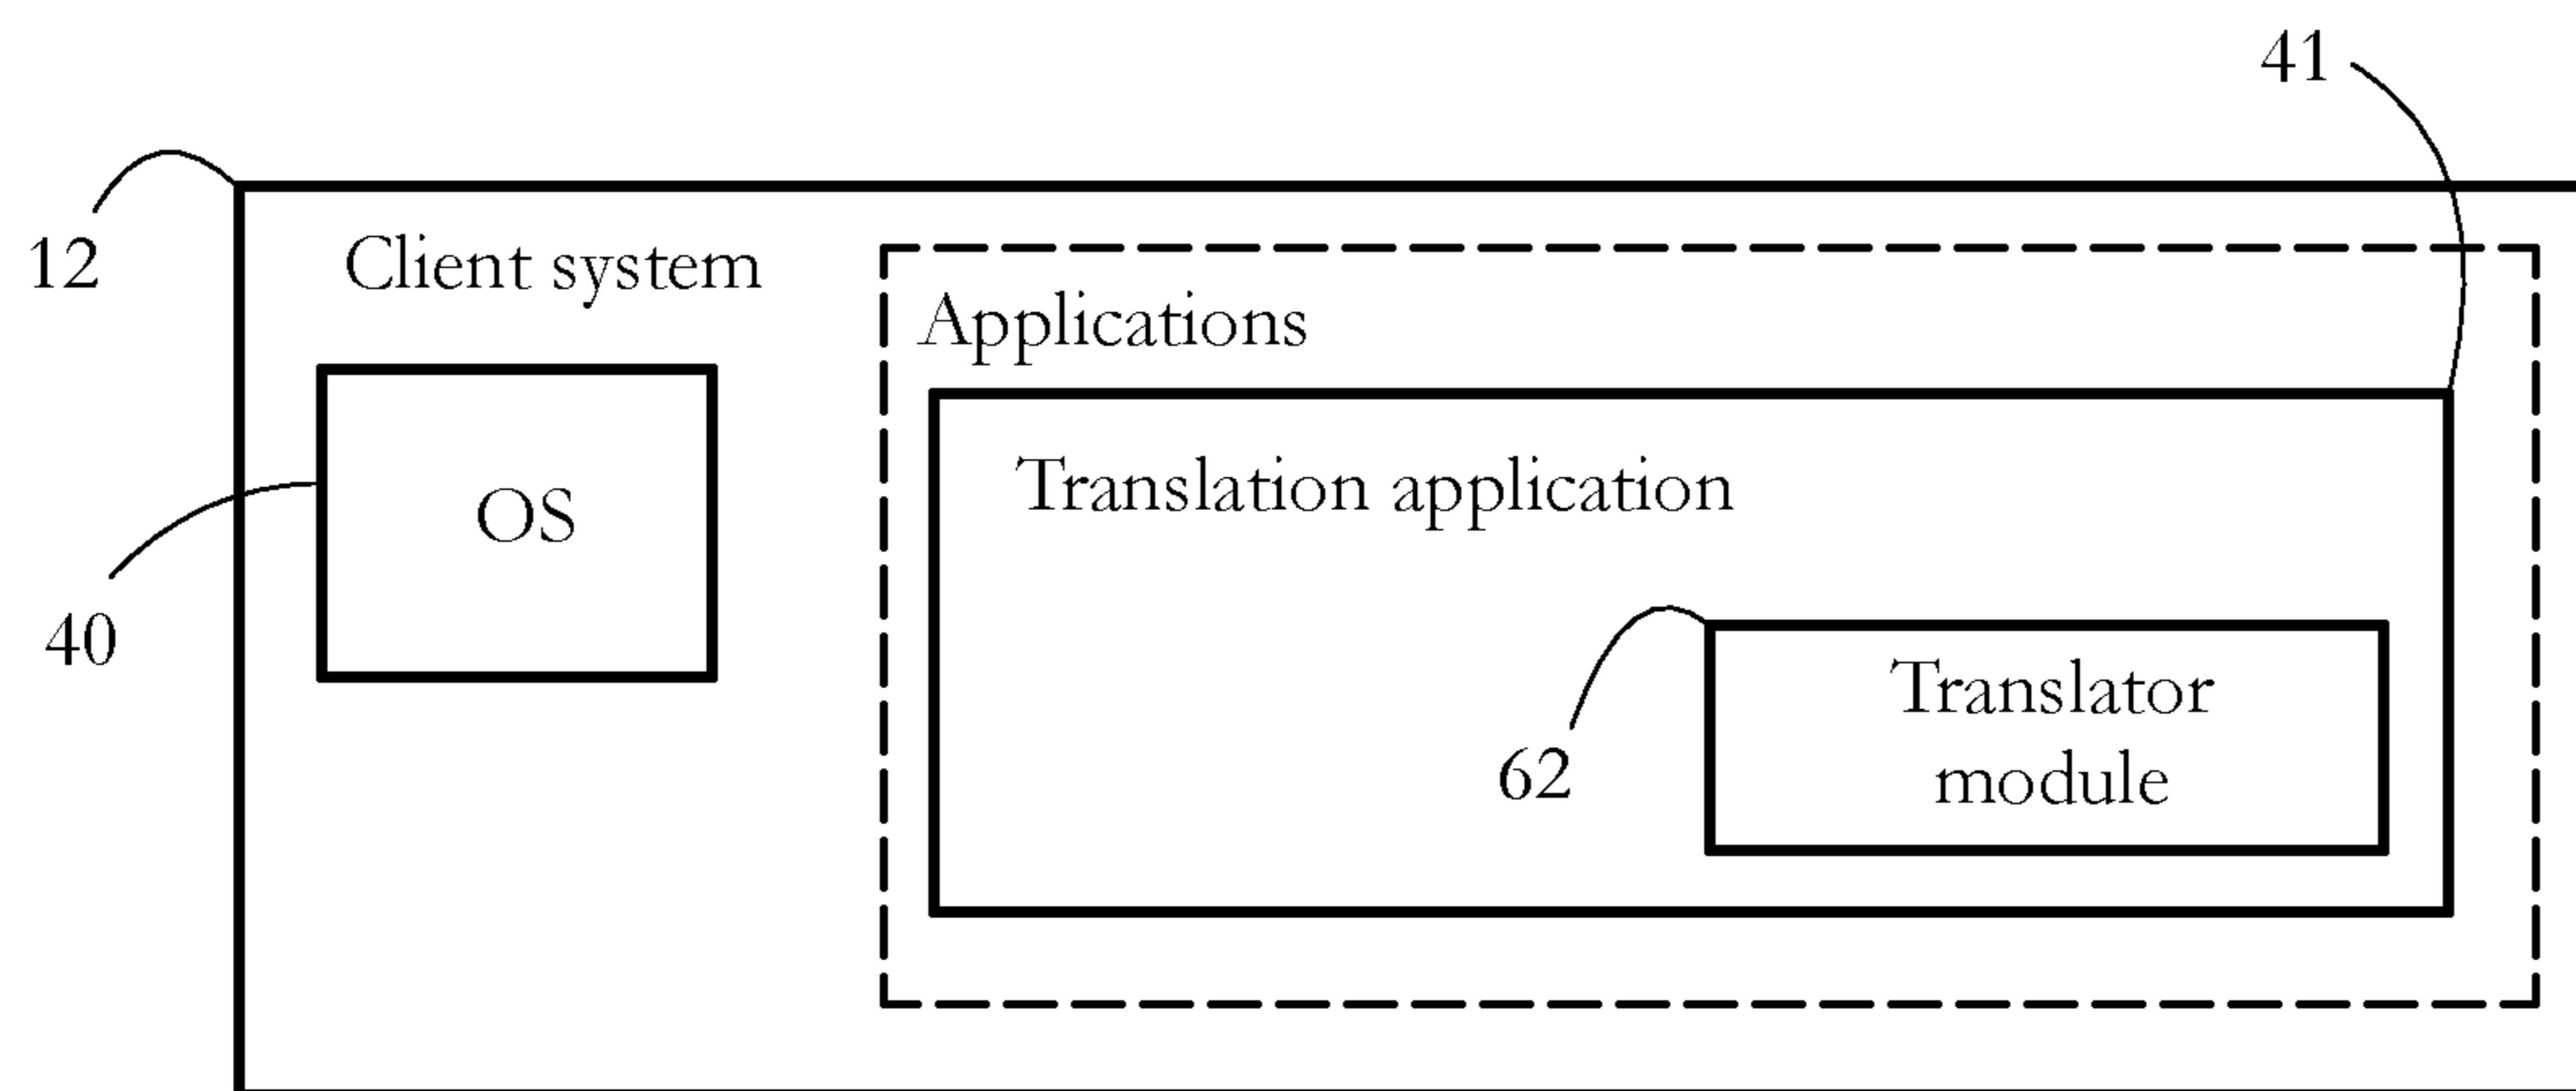 41
12
Client system
Applications
OS
Translation application
40
62
Translator
module